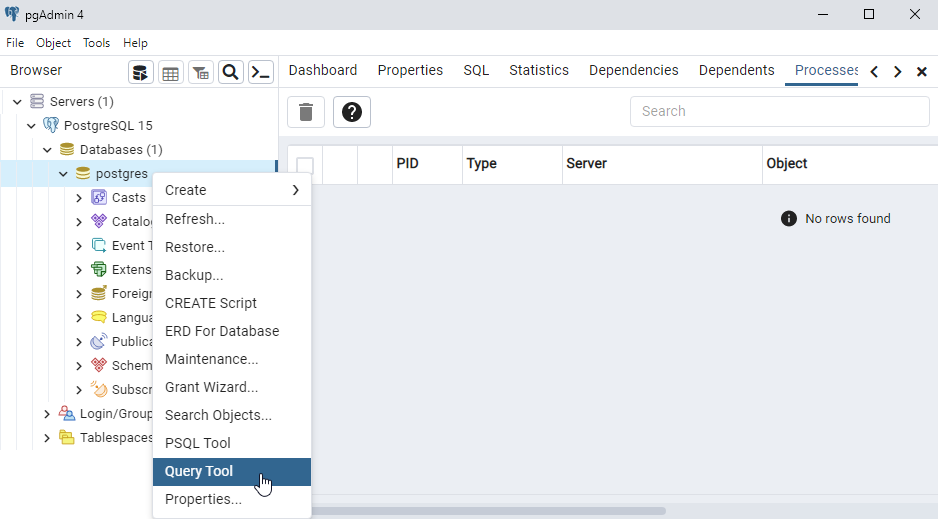 pgAdmin 4
File Object Tools Help
Browser
Dashboard Properties SQL Statistics Dependencies Dependents Processes
Search
PID Type Server Object
No rows found
Servers (1)
PostgreSQL 15
Databases (1)
postgres
Casts
Catalo
Event T
Extens
Foreign
Langua
Publica
Schem
Subscr
Login/Group
Tablespaces
Create
Refresh...
Restore...
Backup...
CREATE Script
ERD For Database
Maintenance...
Grant Wizard...
Search Objects...
PSQL Tool
Query Tool
Properties...